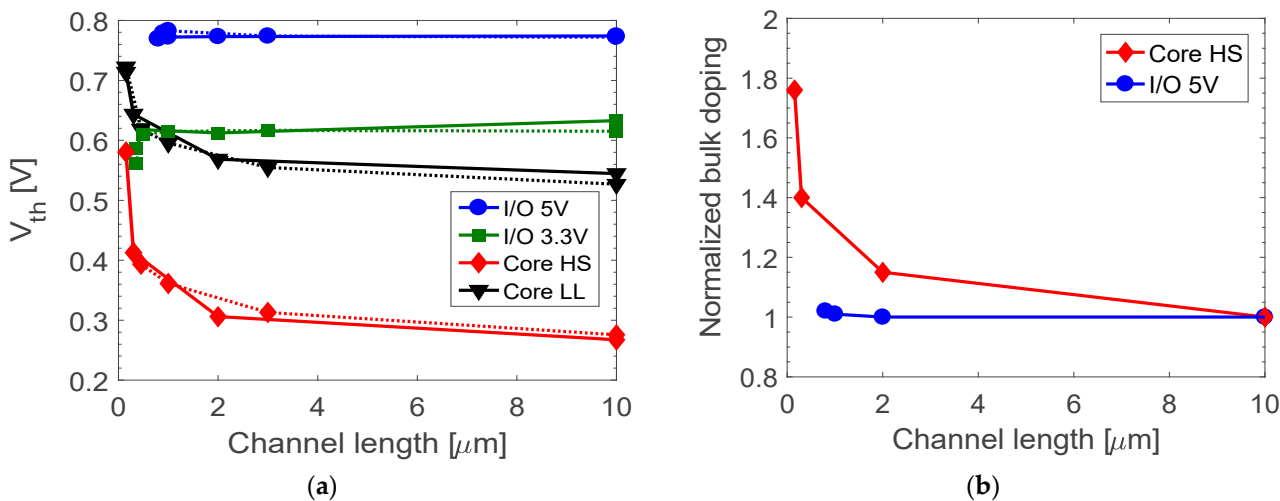 0.8
0.7
0.6
0.5
0.4
0.3
0.2
V_th [V]
0 2 4 6 8 10
Channel length [μm]
I/O 5V
I/O 3.3V
Core HS
Core LL
(a)
2
1.8
1.6
1.4
1.2
1
0.8
Normalized bulk doping
0 2 4 6 8 10
Channel length [μm]
Core HS
I/O 5V
(b)